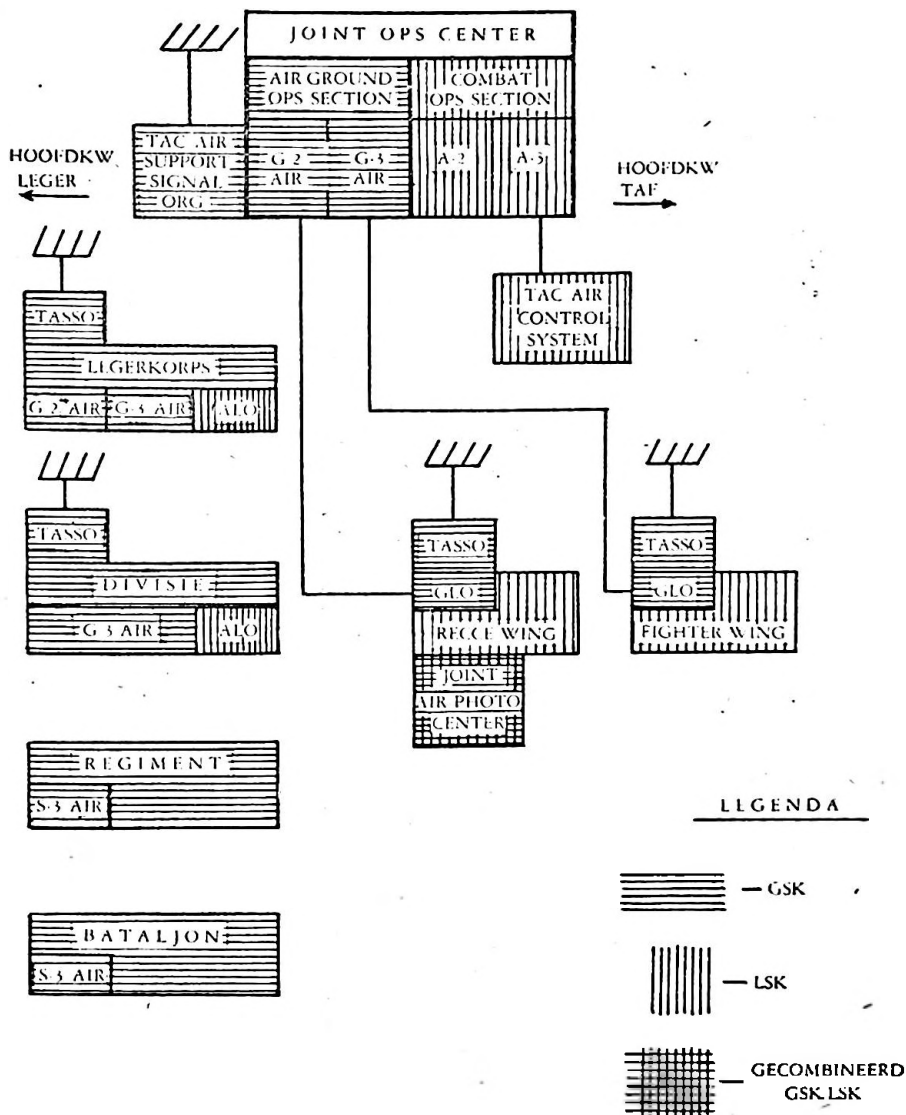 JOINT OPS CENTER
AIR GROUND
OPS SECTION
COMBAT
OPS SECTION
TAC AIR
SUPPORT
SIGNAL
ORG
G-2
AIR
G-3
AIR
A-2
A-3
HOOFDKW
LEGER
HOOFDKW
TAF
TAC AIR
CONTROL
SYSTEM
TASSO
LEGERKORPS
G-2 AIR
G-3 AIR
ALO
TASSO
DIVISIE
G-3 AIR
ALO
TASSO
GLO
RECCE WING
JOINT
AIR PHOTO
CENTER
TASSO
GLO
FIGHTER WING
REGIMENT
S-3 AIR
BATALJON
S-3 AIR
LEGENDA
— GSK
— LSK
— GECOMBINEERD
GSK LSK